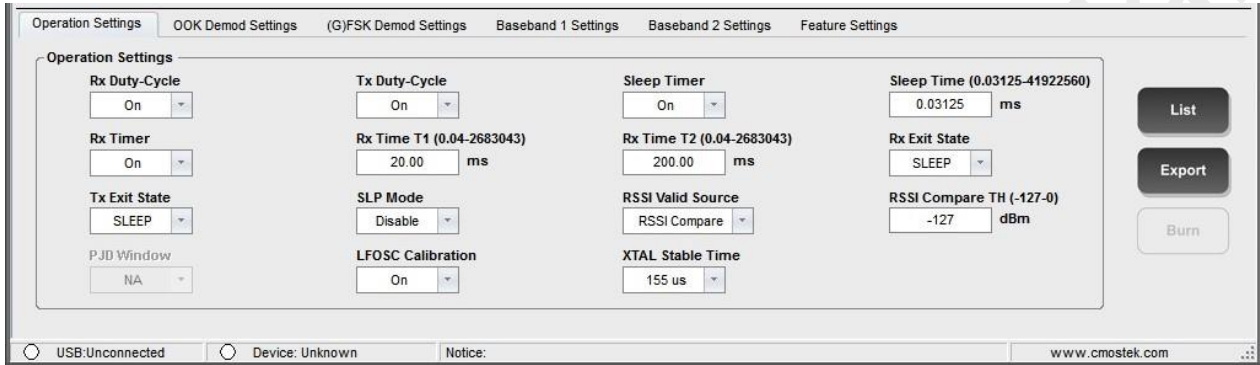 Operation Settings OOK Demod Settings (G)FSK Demod Settings Baseband 1 Settings Baseband 2 Settings Feature Settings
Operation Settings
Rx Duty-Cycle Tx Duty-Cycle Sleep Timer Sleep Time (0.03125-41922560)
On On On 0.03125 ms
List
Rx Timer Rx Time T1 (0.04-2683043) Rx Time T2 (0.04-2683043) Rx Exit State
On 20.00 ms 200.00 ms SLEEP
Export
Tx Exit State SLP Mode RSSI Valid Source RSSI Compare TH (-127-0)
SLEEP Disable RSSI Compare -127 dBm
Burn
PJD Window LFOSC Calibration XTAL Stable Time
NA On 155 us
USB:Unconnected Device: Unknown Notice: www.cmostek.com